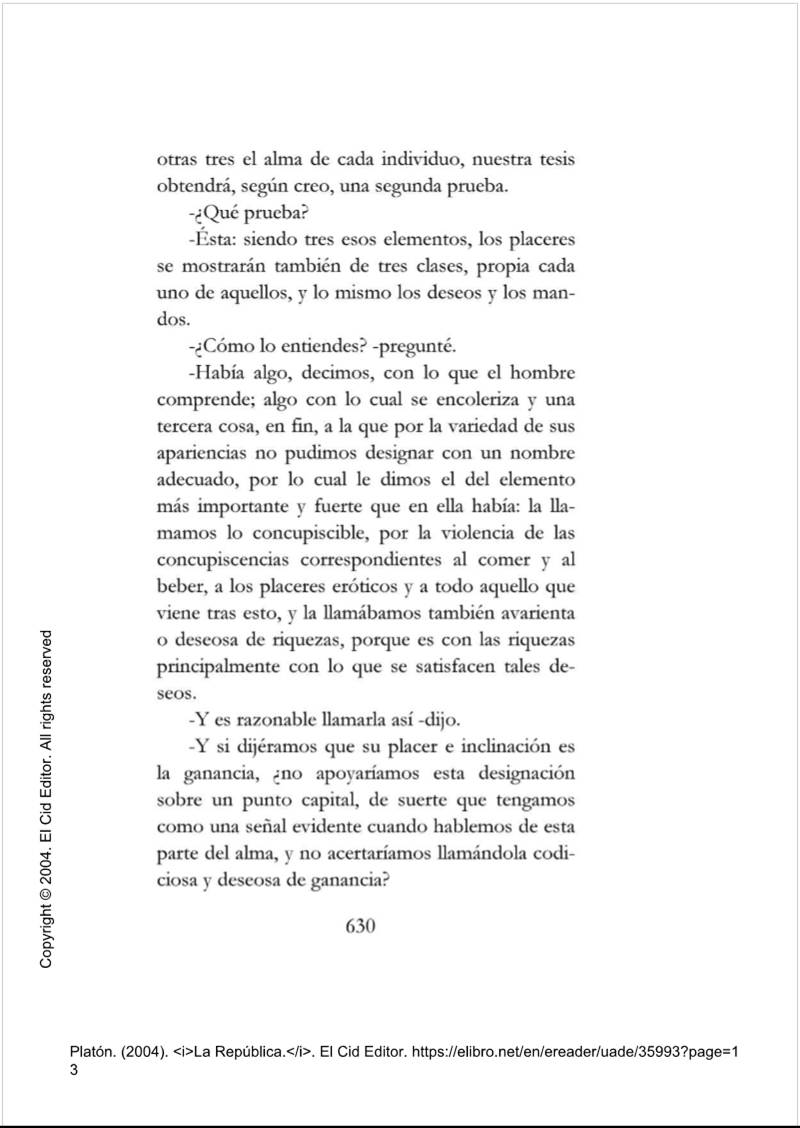 otras tres el alma de cada individuo, nuestra tesis
obtendrá, según creo, una segunda prueba.
-¿Qué prueba?
-Ésta: siendo tres esos elementos, los placeres
se mostrarán también de tres clases, propia cada
uno de aquellos, y lo mismo los deseos y los man-
dos.
-¿Cómo lo entiendes? -pregunté.
-Había algo, decimos, con lo que el hombre
comprende; algo con lo cual se encoleriza y una
tercera cosa, en fin, a la que por la variedad de sus
apariencias no pudimos designar con un nombre
adecuado, por lo cual le dimos el del elemento
más importante y fuerte que en ella había: la lla-
mamos lo concupiscible, por la violencia de las
concupiscencias correspondientes al comer y al
beber, a los placeres eróticos y a todo aquello que
viene tras esto, y la llamábamos también avarienta
o deseosa de riquezas, porque es con las riquezas
principalmente con lo que se satisfacen tales de-
seos.
-Y es razonable llamarla así -dijo.
-Y si dijéramos que su placer e inclinación es
la ganancia, ¿no apoyaríamos esta designación
sobre un punto capital, de suerte que tengamos
como una señal evidente cuando hablemos de esta
parte del alma, y no acertaríamos llamándola codi-
ciosa y deseosa de ganancia?
630
Copyright © 2004. El Cid Editor. All rights reserved
Platón. (2004). <i>La República.</i>. El Cid Editor. https://elibro.net/en/ereader/uade/35993?page=1
3